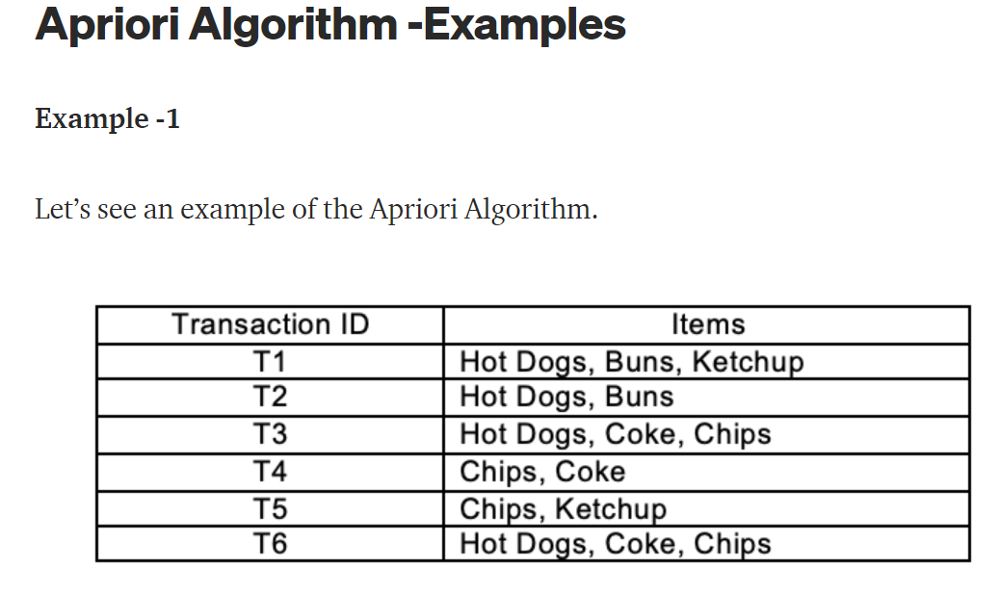 Apriori Algorithm -Examples
Example -1
Let’s see an example of the Apriori Algorithm.
Transaction ID Items
T1 Hot Dogs, Buns, Ketchup
T2 Hot Dogs, Buns
T3 Hot Dogs, Coke, Chips
T4 Chips, Coke
T5 Chips, Ketchup
T6 Hot Dogs, Coke, Chips